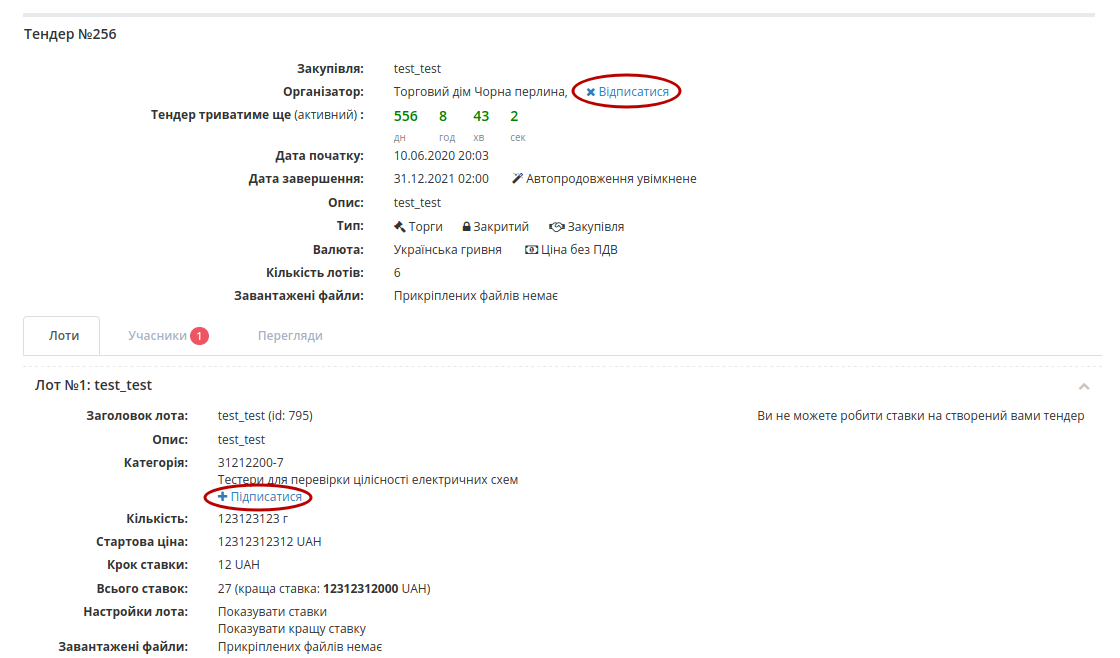 Тендер №256
Закупівля: test_test
Організатор: Торговий дім Чорна перлина, Відписатися
Тендер триватиме ще (активний) : 556 8 43 2
дн год хв сек
Дата початку: 10.06.2020 20:03
Дата завершення: 31.12.2021 02:00 Автопродовження увімкнене
Опис: test_test
Тип: Торги Закритий Закупівля
Валюта: Українська гривня Ціна без ПДВ
Кількість лотів: 6
Завантажені файли: Прикріплених файлів немає
Лоти Учасники 1 Перегляди
Лот №1: test_test
Заголовок лота: test_test (id: 795) Ви не можете робити ставки на створений вами тендер
Опис: test_test
Категорія: 31212200-7
Тестери для перевірки цілісності електричних схем
Підписатися
Кількість: 123123123 г
Стартова ціна: 12312312312 UAH
Крок ставки: 12 UAH
Всього ставок: 27 (краща ставка: 12312312000 UAH)
Настройки лота: Показувати ставки
Показувати кращу ставку
Завантажені файли: Прикріплених файлів немає